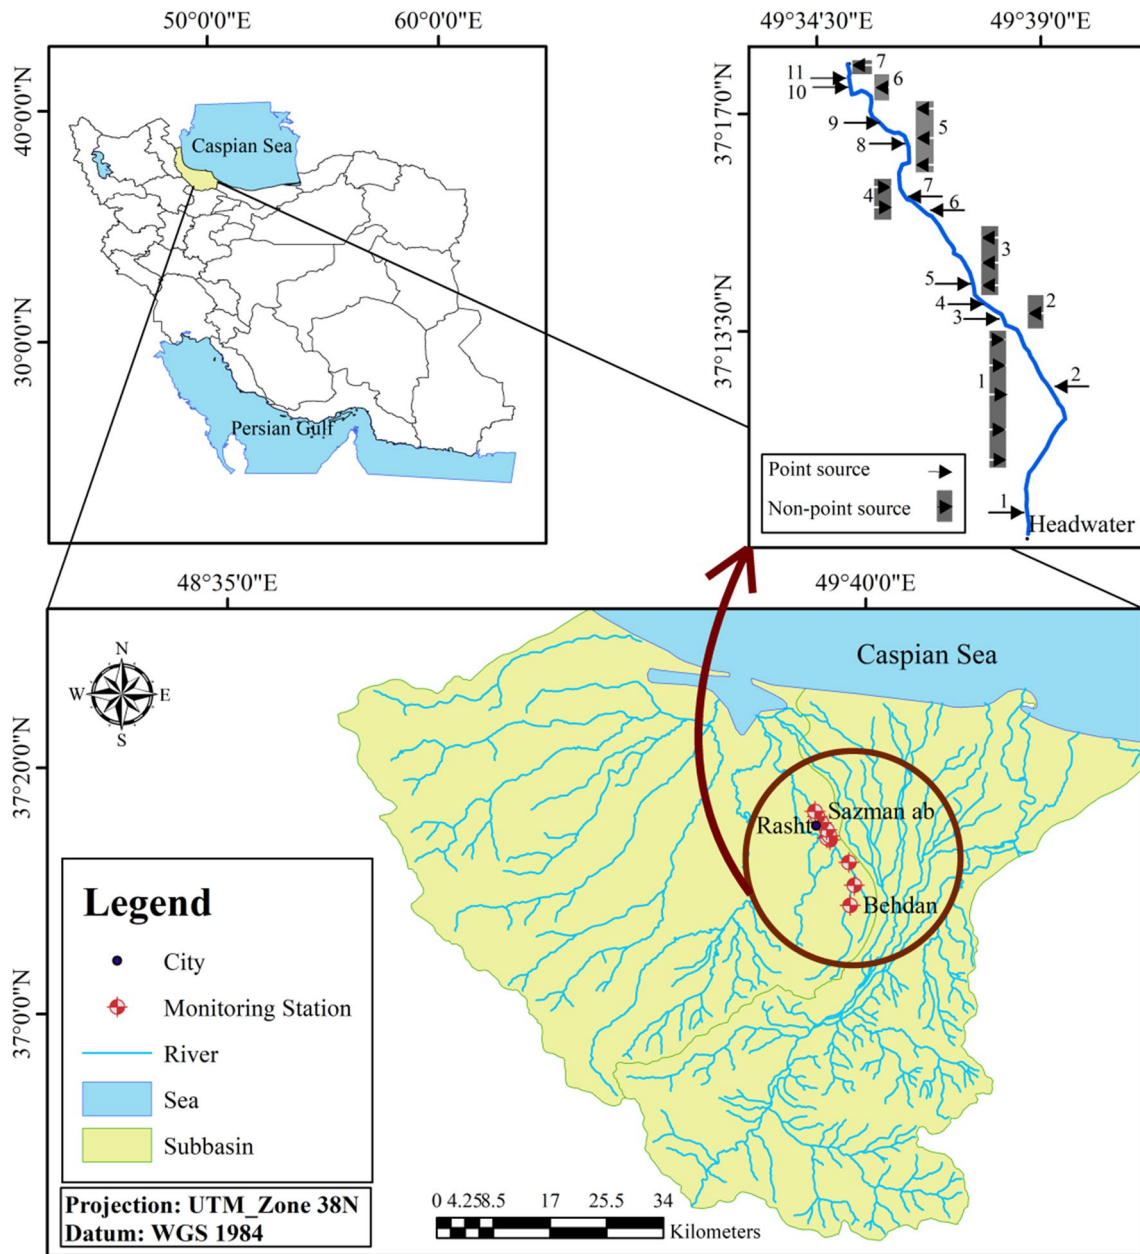 50°0'0"E
60°0'0"E
40°0'0"N
30°0'0"N
Caspian Sea
Persian Gulf
49°34'30"E
49°39'0"E
37°17'0"N
37°13'30"N
7
11
6
10
5
9
8
4
7
6
3
5
2
4
3
1
2
1
Headwater
Point source
Non-point source
48°35'0"E
49°40'0"E
37°20'0"N
37°0'0"N
N
W
E
S
Caspian Sea
Sazman ab
Rasht
Behdan
Legend
City
Monitoring Station
River
Sea
Subbasin
Projection: UTM_Zone 38N
Datum: WGS 1984
0 4.25 8.5 17 25.5 34
Kilometers